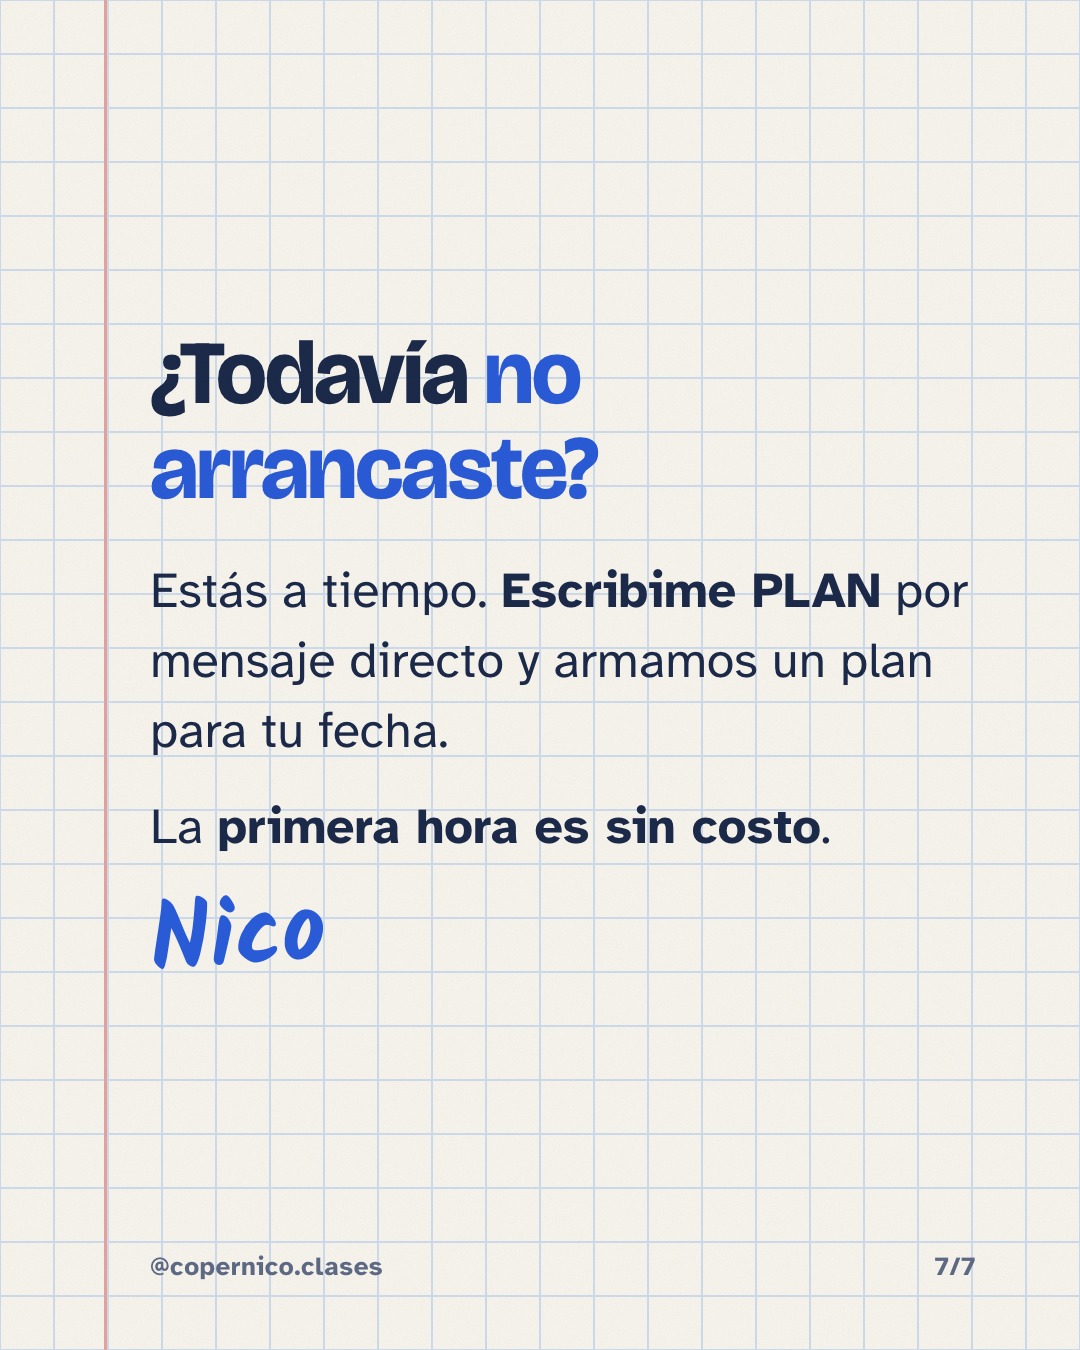 ¿Todavía no
arrancaste?
Estás a tiempo. Escribime PLAN por
mensaje directo y armamos un plan
para tu fecha.
La primera hora es sin costo.
Nico
@copernico.clases
7/7